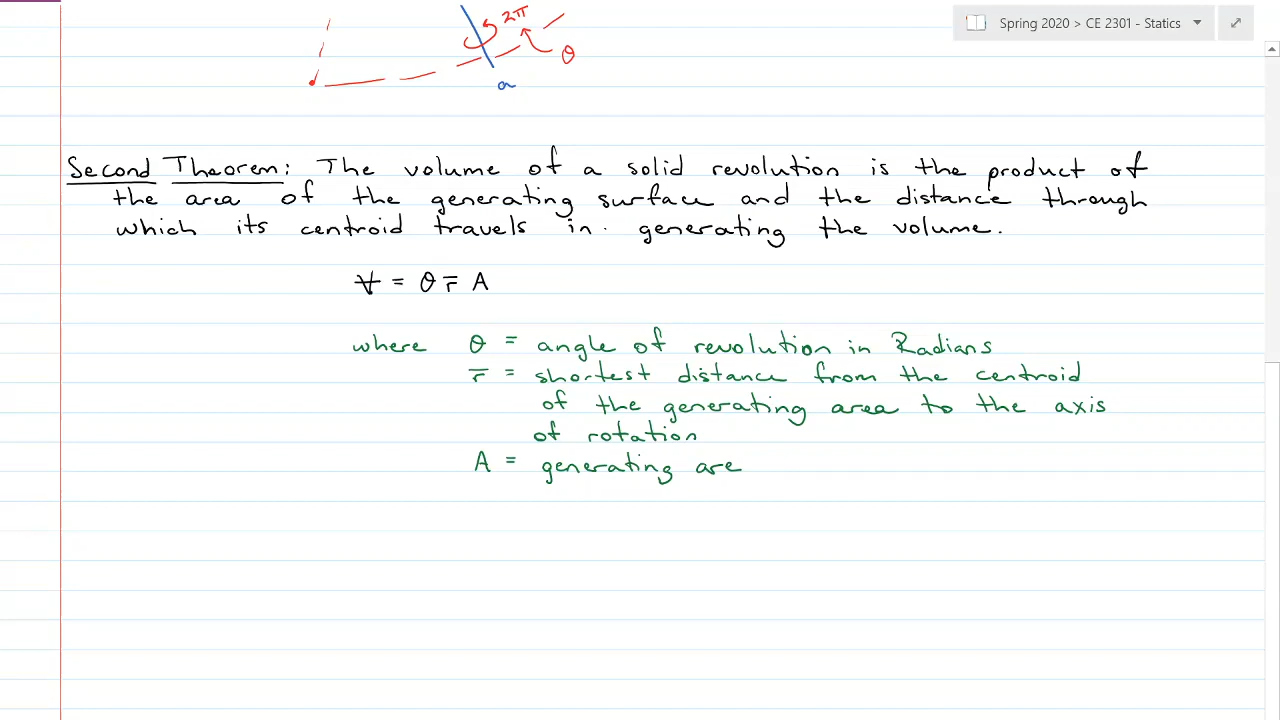 Spring 2020 > CE 2301 - Statics
2π
θ
a
Second Theorem: The volume of a solid revolution is the product of
the area of the generating surface and the distance through
which its centroid travels in. generating the volume.
V = θ r̄ A
where θ = angle of revolution in Radians
r̄ = shortest distance from the centroid
of the generating area to the axis
of rotation
A = generating are